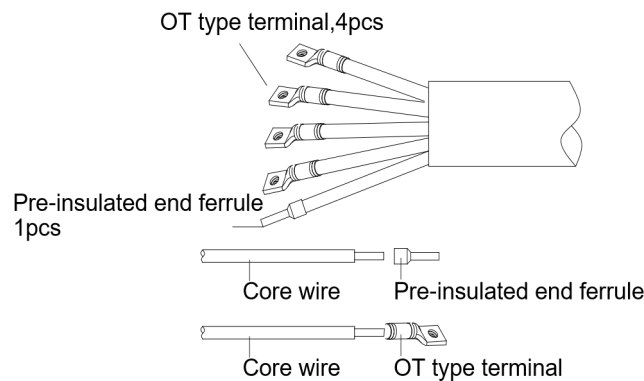 OT type terminal,4pcs
Pre-insulated end ferrule
1pcs
Core wire
Pre-insulated end ferrule
Core wire
OT type terminal